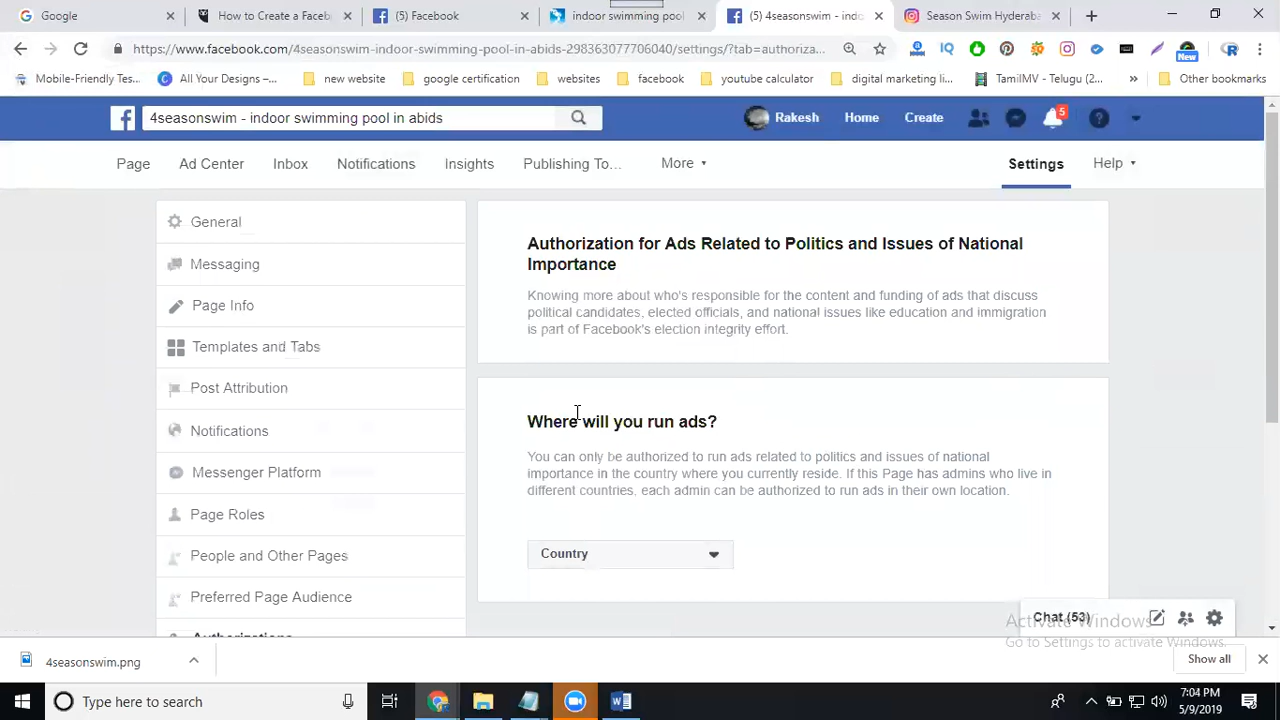 Google
How to Create a Faceb
(5) Facebook
indoor swimming pool
(5) 4seasonswim - indo
Season Swim Hyderaba
https://www.facebook.com/4seasonswim-indoor-swimming-pool-in-abids-298363077706040/settings/?tab=authoriza...
New
Mobile-Friendly Tes...
All Your Designs –...
new website
google certification
websites
facebook
youtube calculator
digital marketing li...
TamilMV - Telugu (2...
Other bookmarks
4seasonswim - indoor swimming pool in abids
Rakesh
Home
Create
5
Page
Ad Center
Inbox
Notifications
Insights
Publishing To...
More
Settings
Help
General
Messaging
Page Info
Templates and Tabs
Post Attribution
Notifications
Messenger Platform
Page Roles
People and Other Pages
Preferred Page Audience
Authorizations
Authorization for Ads Related to Politics and Issues of National
Importance
Knowing more about who's responsible for the content and funding of ads that discuss
political candidates, elected officials, and national issues like education and immigration
is part of Facebook's election integrity effort.
Where will you run ads?
You can only be authorized to run ads related to politics and issues of national
importance in the country where you currently reside. If this Page has admins who live in
different countries, each admin can be authorized to run ads in their own location.
Country
Chat (53)
Activate Windows
Go to Settings to activate Windows.
4seasonswim.png
Show all
Type here to search
7:04 PM
5/9/2019